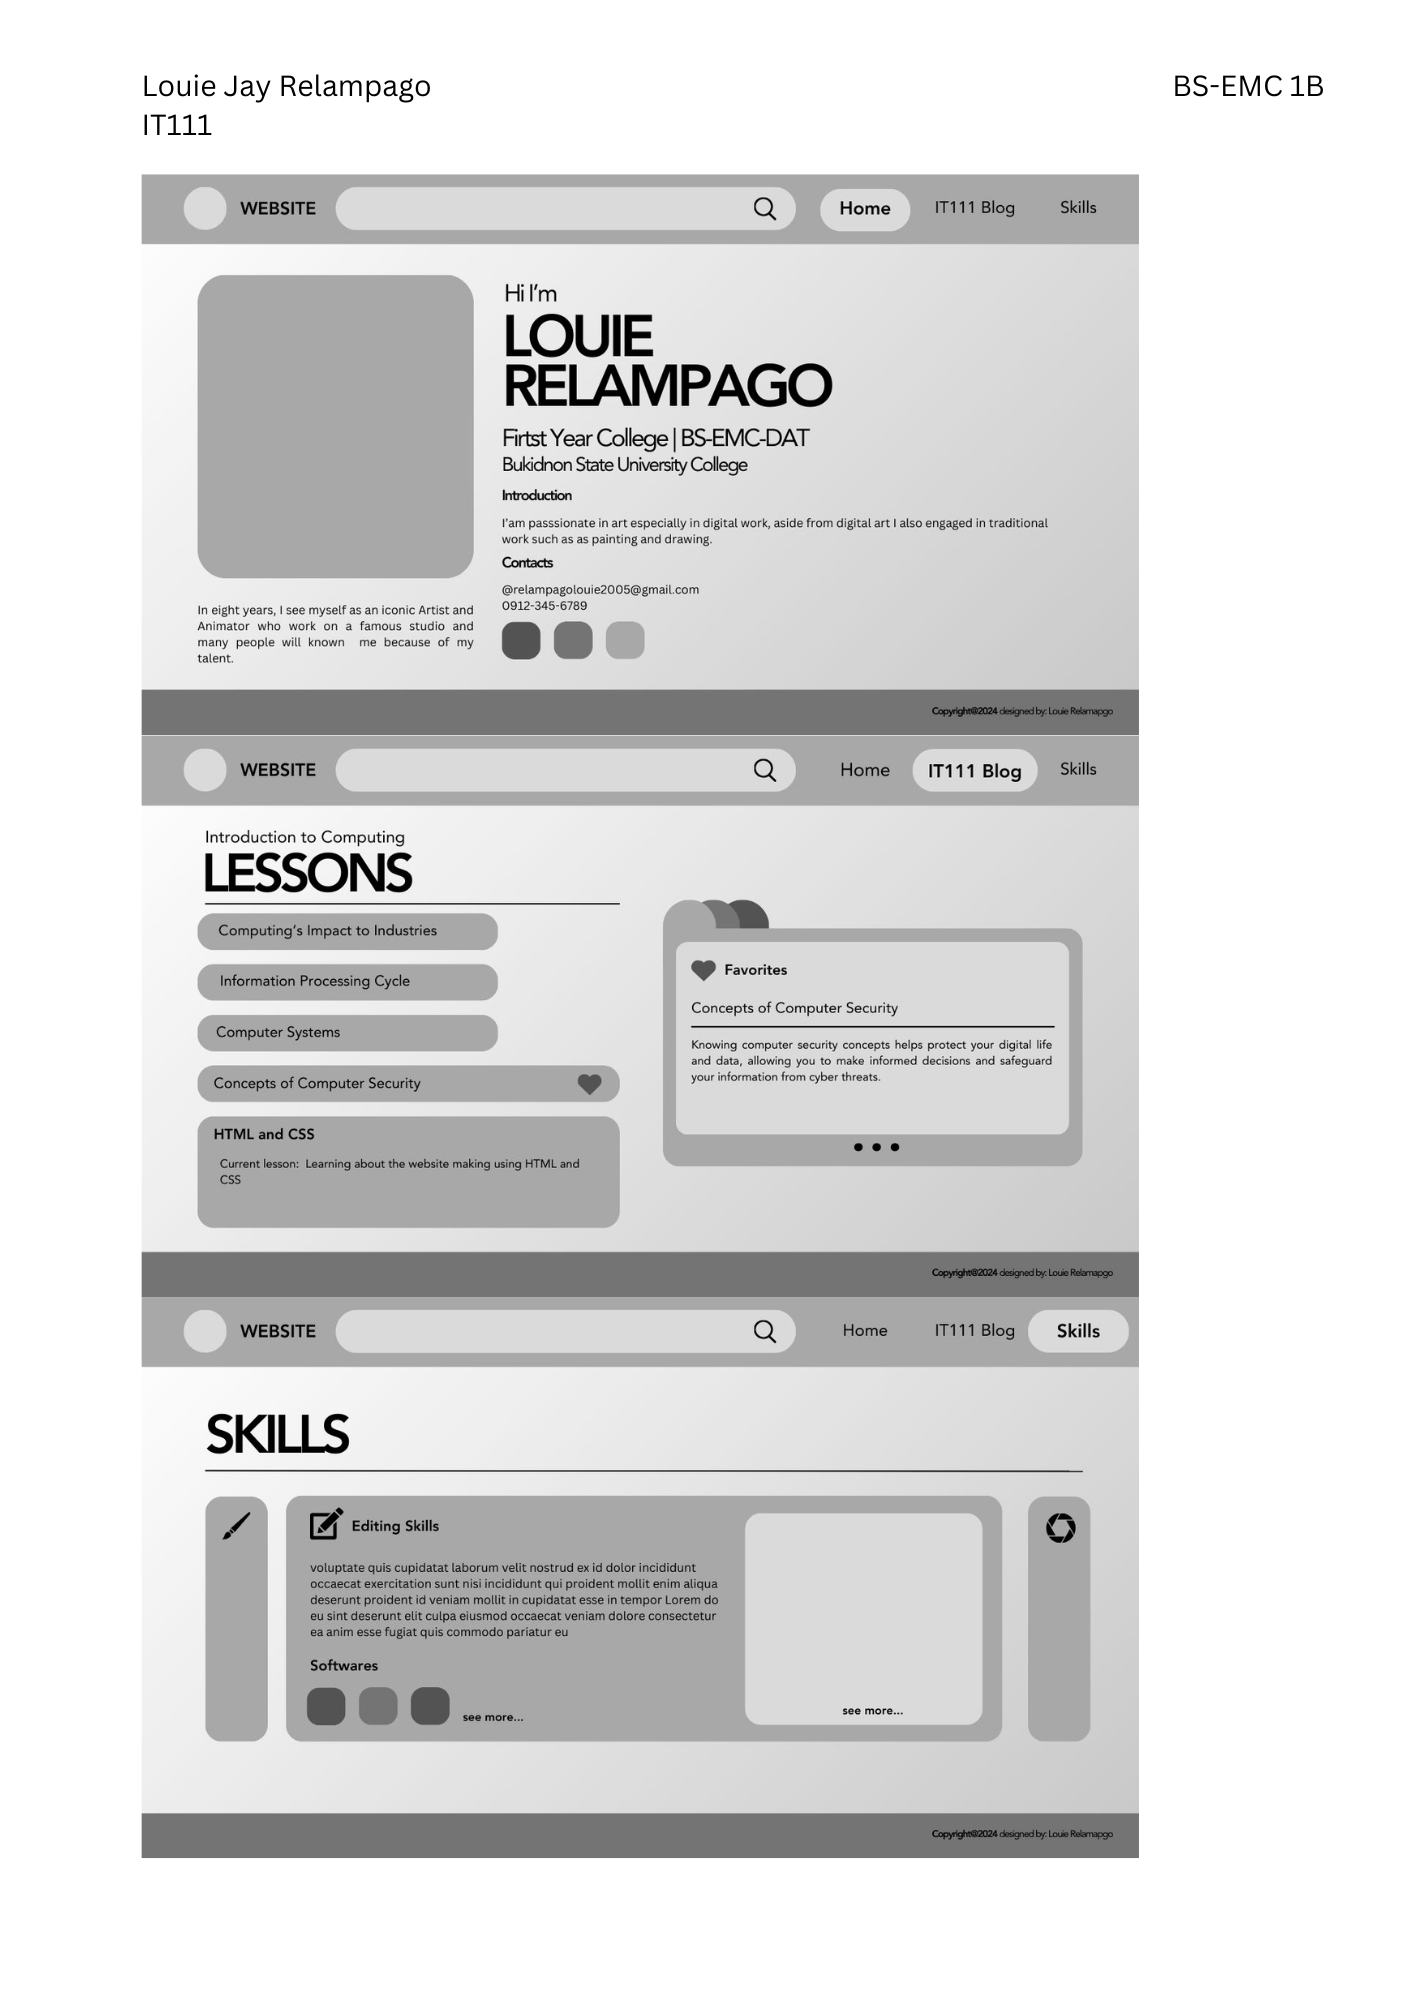 Louie Jay Relampago
BS-EMC 1B
IT111
WEBSITE
Home
IT111 Blog
Skills
Hi I'm
LOUIE
RELAMPAGO
Firtst Year College | BS-EMC-DAT
Bukidnon State University College
Introduction
I'am passsionate in art especially in digital work, aside from digital art I also engaged in traditional
work such as as painting and drawing.
Contacts
@relampagolouie2005@gmail.com
0912-345-6789
In eight years, I see myself as an iconic Artist and
Animator who work on a famous studio and
many people will known me because of my
talent.
Copyright@2024 designed by: Louie Relamapgo
WEBSITE
Home
IT111 Blog
Skills
Introduction to Computing
LESSONS
Computing's Impact to Industries
Information Processing Cycle
Computer Systems
Concepts of Computer Security
HTML and CSS
Current lesson: Learning about the website making using HTML and
CSS
Favorites
Concepts of Computer Security
Knowing computer security concepts helps protect your digital life
and data, allowing you to make informed decisions and safeguard
your information from cyber threats.
Copyright@2024 designed by: Louie Relamapgo
WEBSITE
Home
IT111 Blog
Skills
SKILLS
Editing Skills
voluptate quis cupidatat laborum velit nostrud ex id dolor incididunt
occaecat exercitation sunt nisi incididunt qui proident mollit enim aliqua
deserunt proident id veniam mollit in cupidatat esse in tempor Lorem do
eu sint deserunt elit culpa eiusmod occaecat veniam dolore consectetur
ea anim esse fugiat quis commodo pariatur eu
Softwares
see more...
see more...
Copyright@2024 designed by: Louie Relamapgo